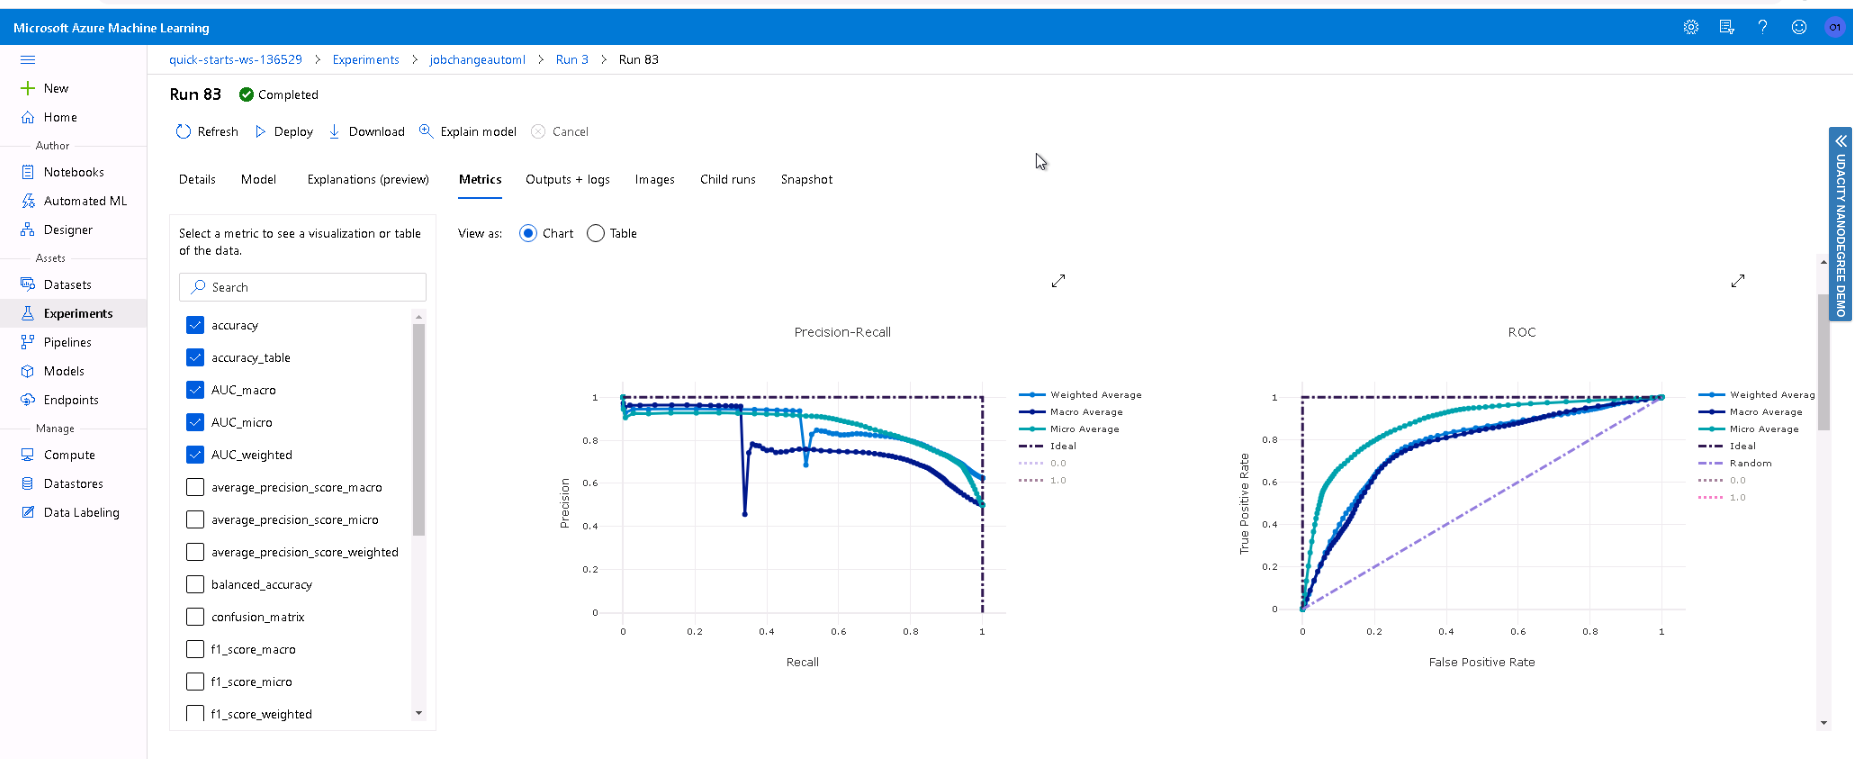 Microsoft Azure Machine Learning
O1
quick-starts-ws-136529 > Experiments > jobchangeautoml > Run 3 > Run 83
New
Home
Author
Notebooks
Automated ML
Designer
Assets
Datasets
Experiments
Pipelines
Models
Endpoints
Manage
Compute
Datastores
Data Labeling
Run 83 Completed
Refresh Deploy Download Explain model Cancel
Details Model Explanations (preview) Metrics Outputs + logs Images Child runs Snapshot
Select a metric to see a visualization or table
of the data.
Search
accuracy
accuracy_table
AUC_macro
AUC_micro
AUC_weighted
average_precision_score_macro
average_precision_score_micro
average_precision_score_weighted
balanced_accuracy
confusion_matrix
f1_score_macro
f1_score_micro
f1_score_weighted
View as: Chart Table
Precision-Recall
1
0.8
0.6
0.4
0.2
0
Precision
0 0.2 0.4 0.6 0.8 1
Recall
Weighted Average
Macro Average
Micro Average
Ideal
0.0
1.0
ROC
1
0.8
0.6
0.4
0.2
0
True Positive Rate
0 0.2 0.4 0.6 0.8 1
False Positive Rate
Weighted Averag
Macro Average
Micro Average
Ideal
Random
0.0
1.0
UDACITY NANODEGREE DEMO